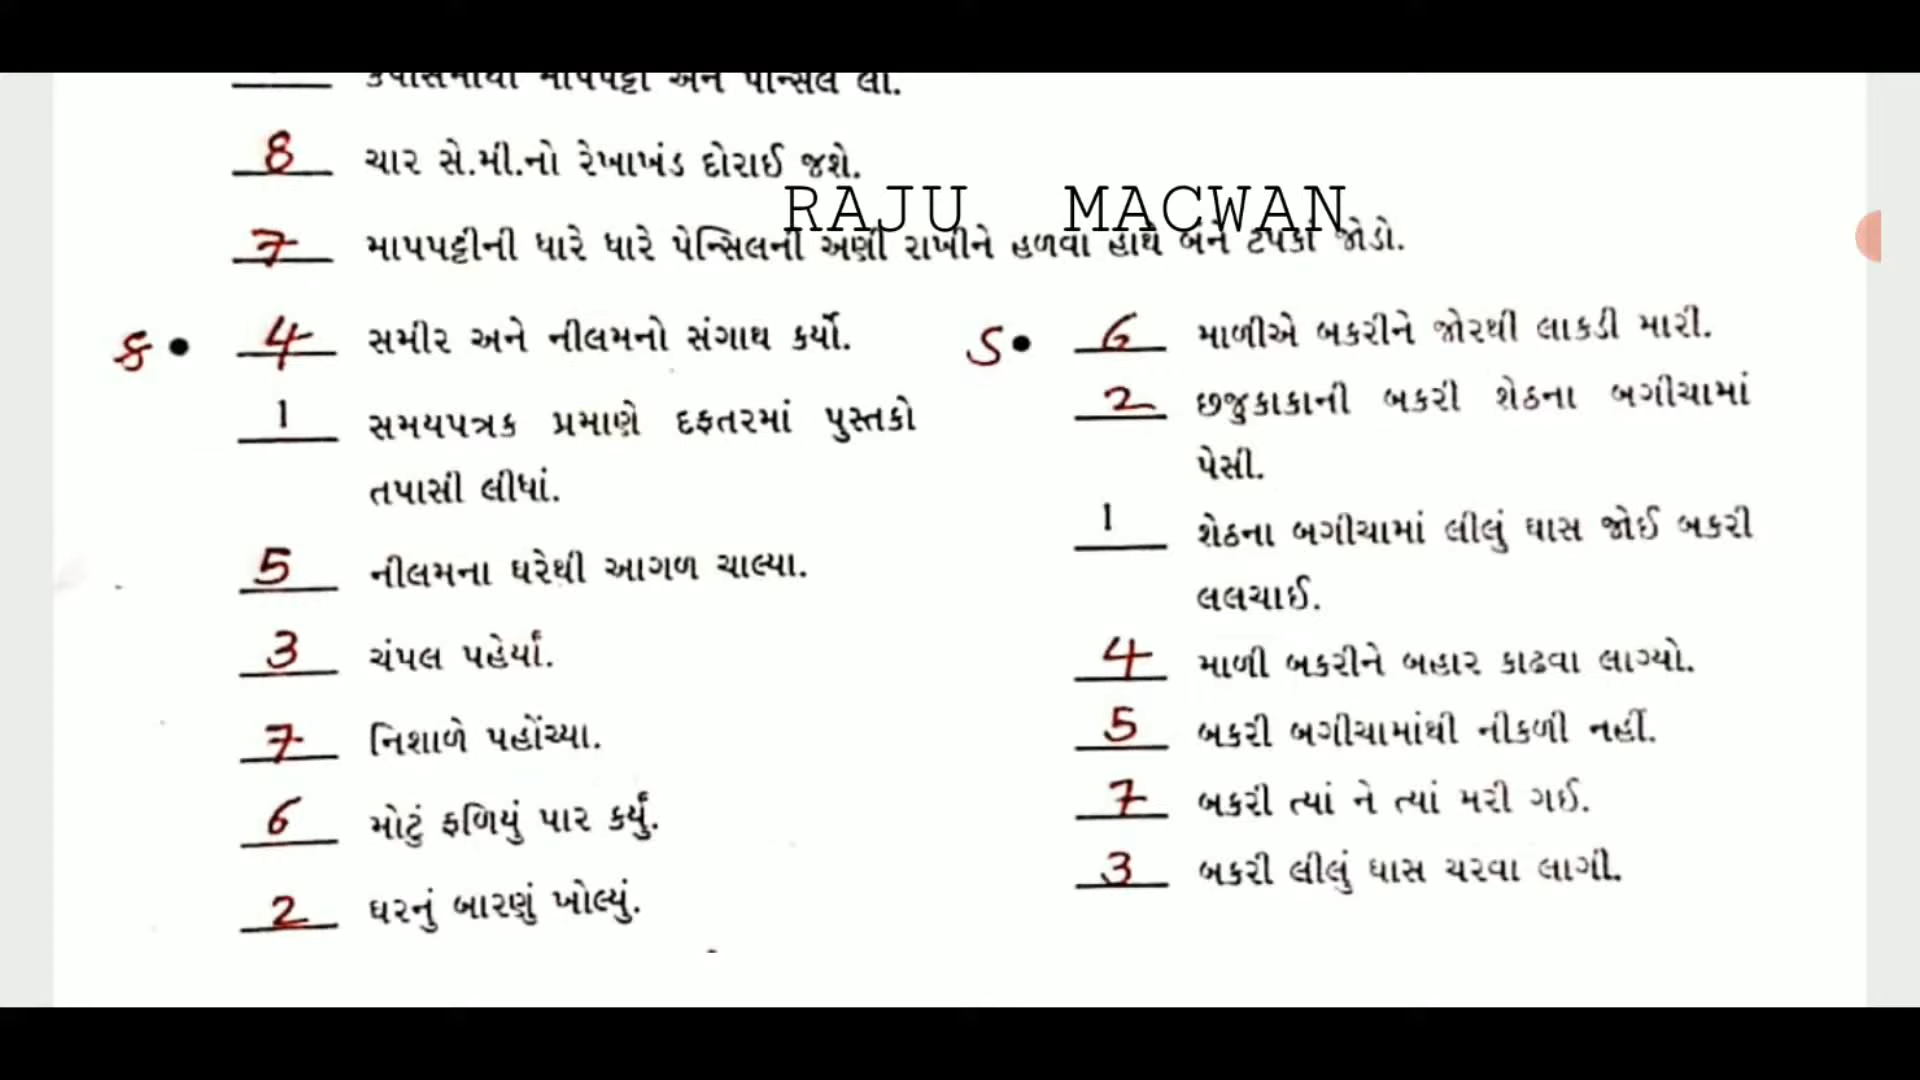 8 ચાર સે.મી.નો રેખાખંડ દોરાઈ જશે.
RAJU MACWAN
7 માપપટ્ટીની ધારે ધારે પેન્સિલની અણી રાખીને હળવા હાથે બંને ટપકાં જોડો.
ક • 4 સમીર અને નીલમનો સંગાથ કર્યો.
1 સમયપત્રક પ્રમાણે દફતરમાં પુસ્તકો
તપાસી લીધાં.
5 નીલમના ઘરેથી આગળ ચાલ્યા.
3 ચંપલ પહેર્યાં.
7 નિશાળે પહોંચ્યા.
6 મોટું ફળિયું પાર કર્યું.
2 ઘરનું બારણું ખોલ્યું.
ડ • 6 માળીએ બકરીને જોરથી લાકડી મારી.
2 છજુકાકાની બકરી શેઠના બગીચામાં
પેસી.
1 શેઠના બગીચામાં લીલું ઘાસ જોઈ બકરી
લલચાઈ.
4 માળી બકરીને બહાર કાઢવા લાગ્યો.
5 બકરી બગીચામાંથી નીકળી નહીં.
7 બકરી ત્યાં ને ત્યાં મરી ગઈ.
3 બકરી લીલું ઘાસ ચરવા લાગી.